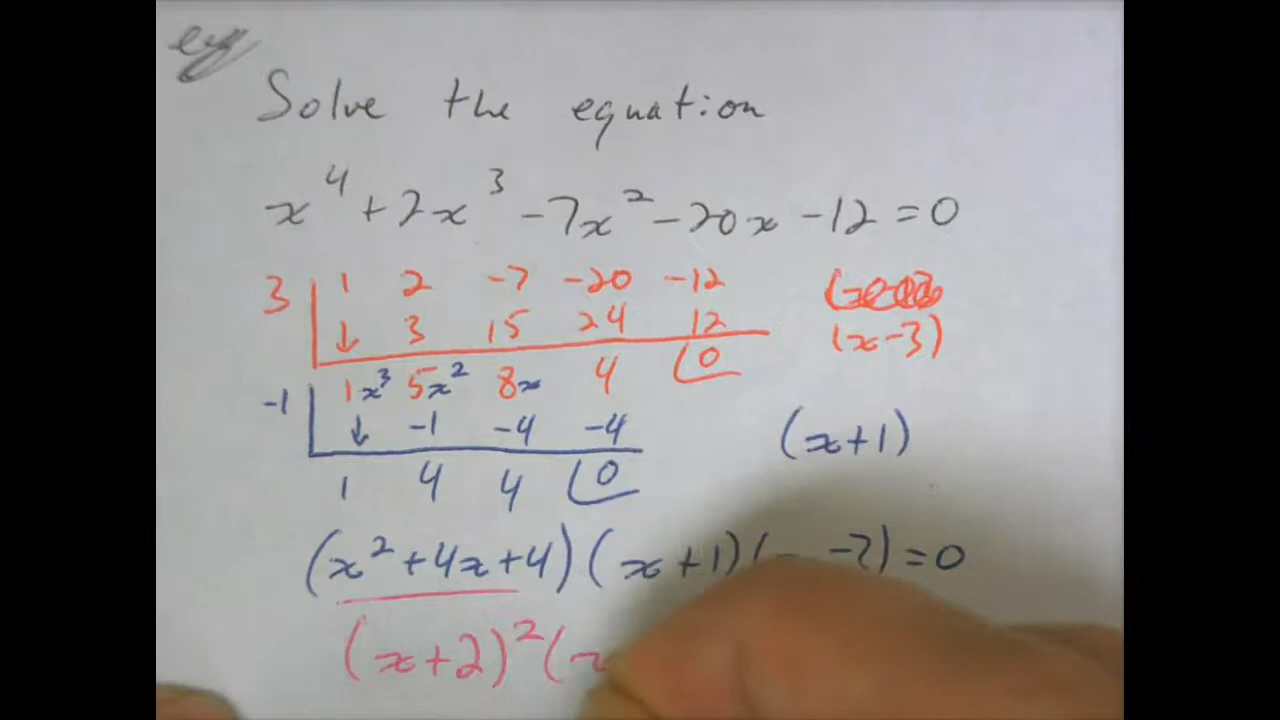 ex
Solve the equation
x⁴ + 2x³ - 7x² - 20x - 12 = 0
3 | 1 2 -7 -20 -12
↓ 3 15 24 12 (x-3)
1x³ 5x² 8x 4 0
-1 | ↓ -1 -4 -4 (x+1)
1 4 4 0
(x² + 4x + 4)(x+1)( -3) = 0
(x+2)²(x